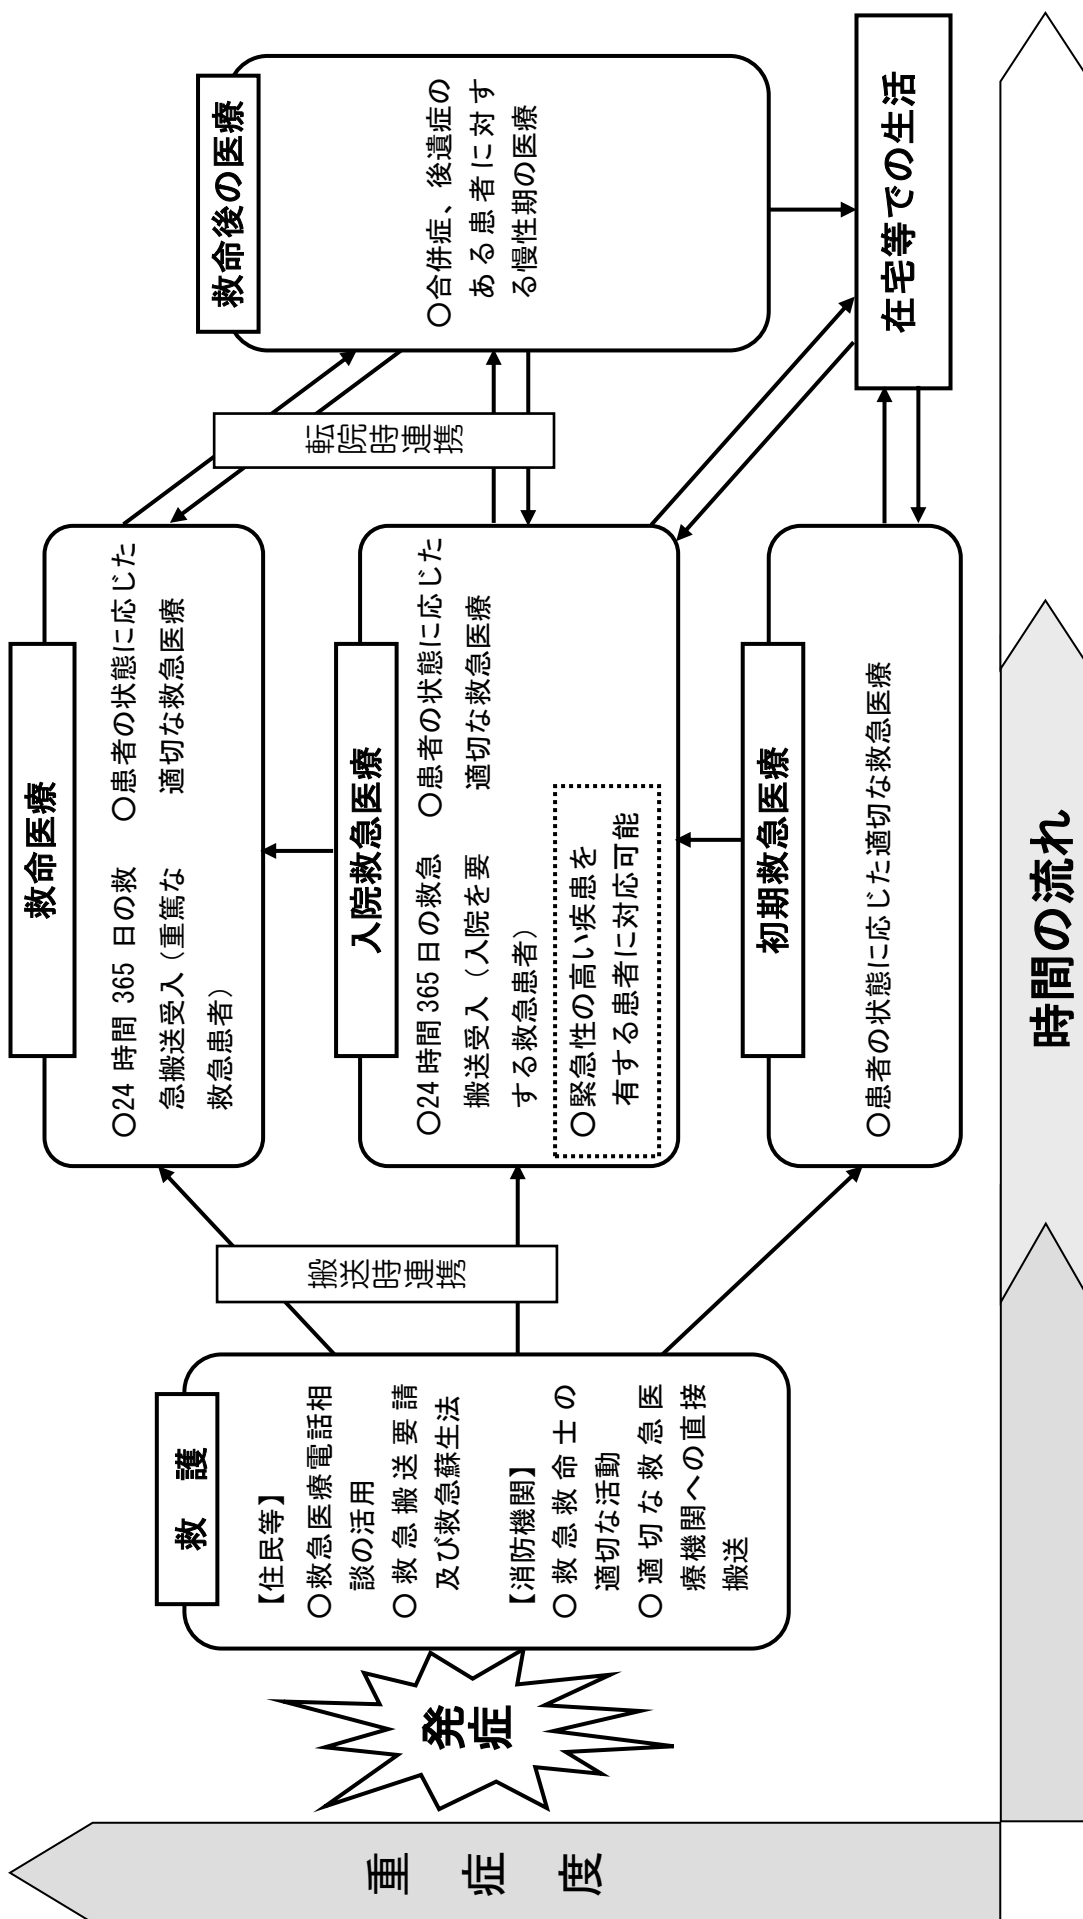 重 症 度
発
症
救 護
【住民等】
○救急医療電話相
談の活用
○救急搬送要請
及び救急蘇生法
【消防機関】
○救急救命士の
適切な活動
○適切な救急医
療機関への直接
搬送
搬送時連携
救命医療
○24 時間 365 日の救
急搬送受入（重篤な
救急患者）
○患者の状態に応じた
適切な救急医療
入院救急医療
○24 時間 365 日の救急
搬送受入（入院を要
する救急患者）
○患者の状態に応じた
適切な救急医療
○緊急性の高い疾患を
有する患者に対応可能
初期救急医療
○患者の状態に応じた適切な救急医療
転院時連携
救命後の医療
○合併症、後遺症の
ある患者に対す
る慢性期の医療
在宅等での生活
時間の流れ